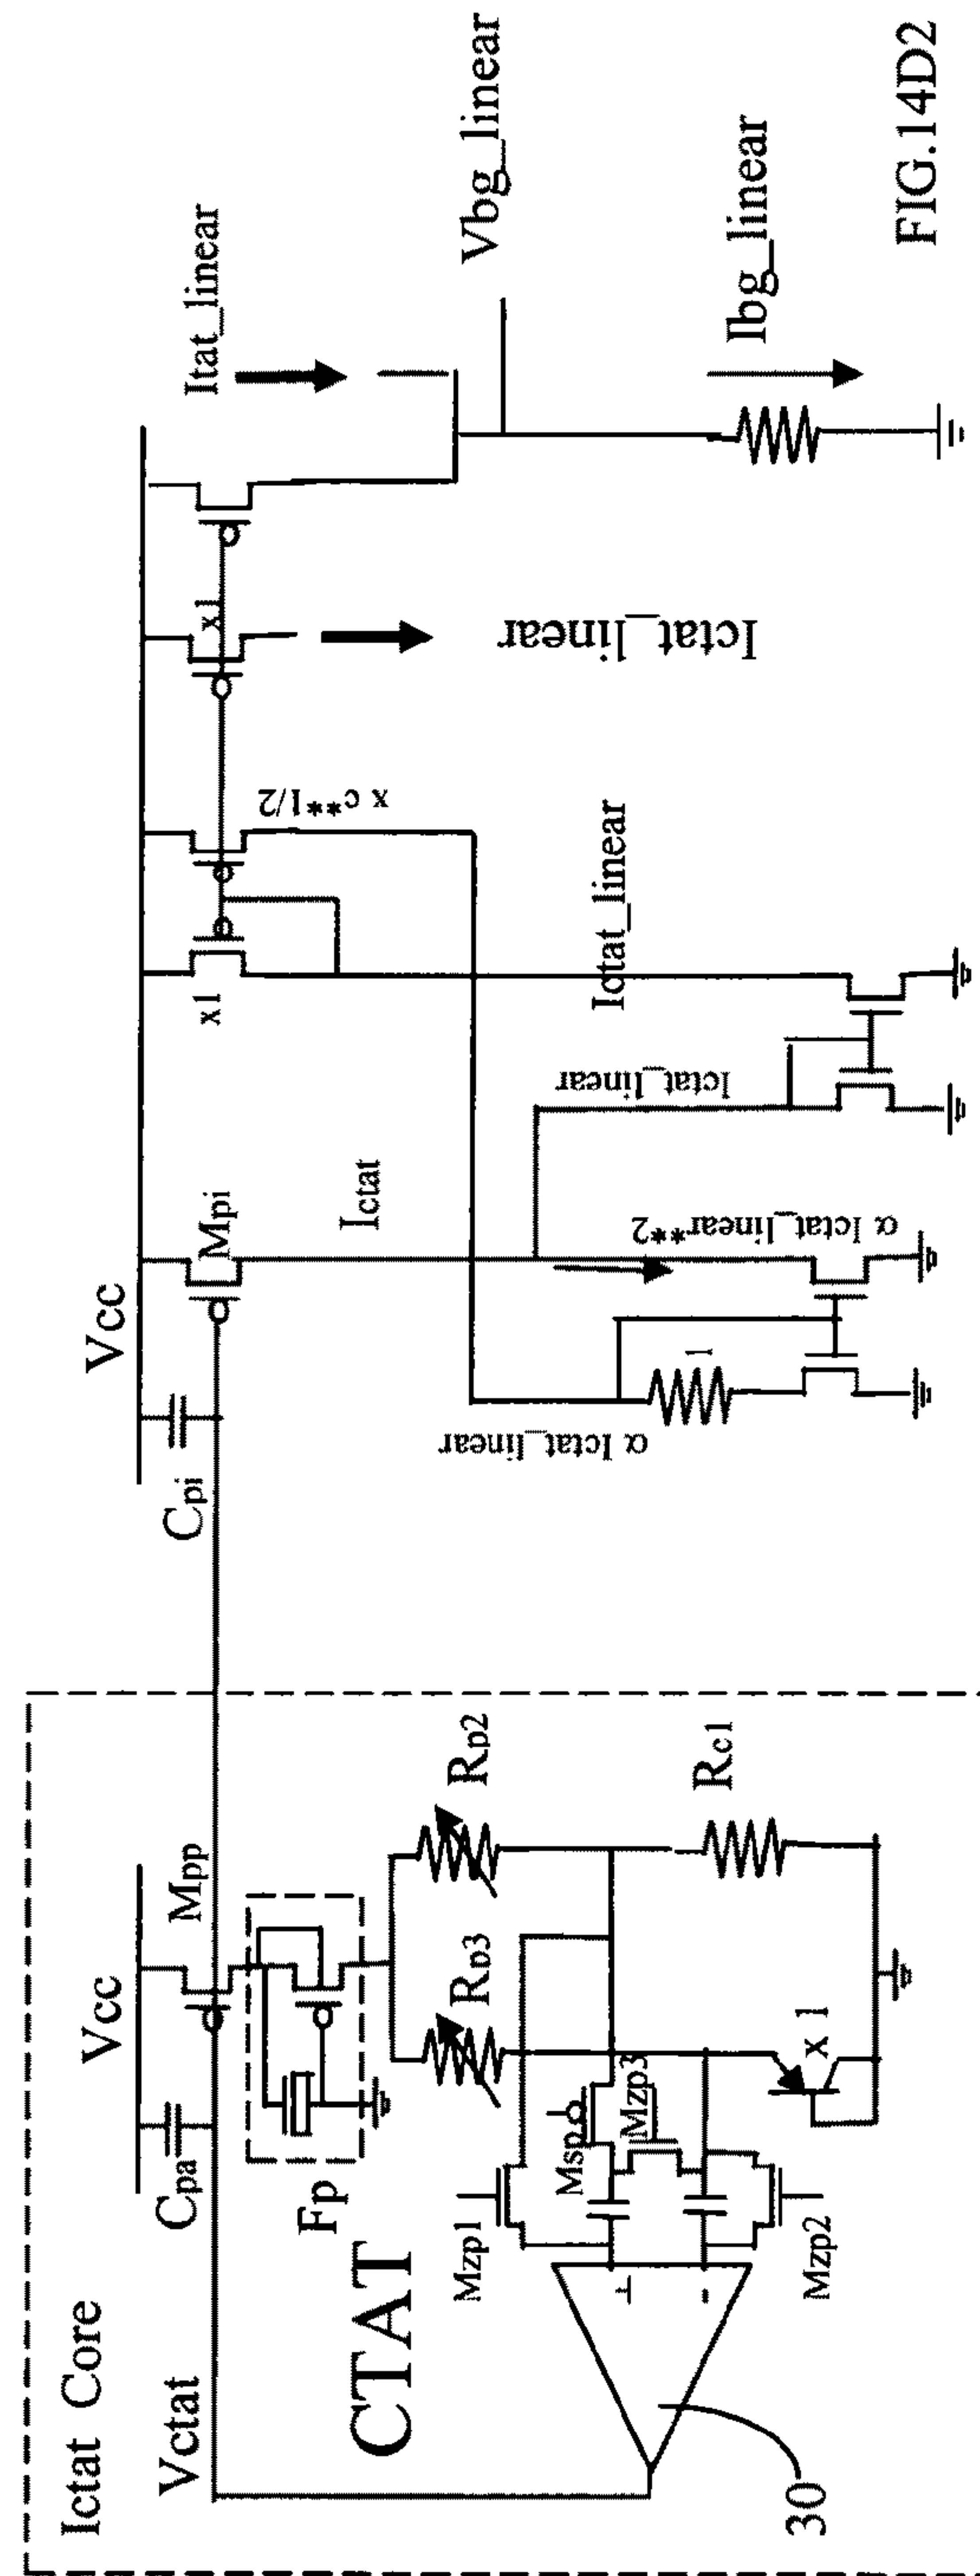 Ictat Core
Vctat
Vcc
Cpa
Mpp
Fp
CTAT
Rp3
Rp2
Mzp1
Msp
Mzp3
Mzp2
x 1
Rc1
30
Vcc
Cpi
Mpi
Ictat
α Ictat_linear
1
α Ictat_linear**2
Ictat_linear
Ictat_linear
x1
x c**1/2
x1
Ictat_linear
Itat_linear
Vbg_linear
Ibg_linear
+
-
FIG.14D2